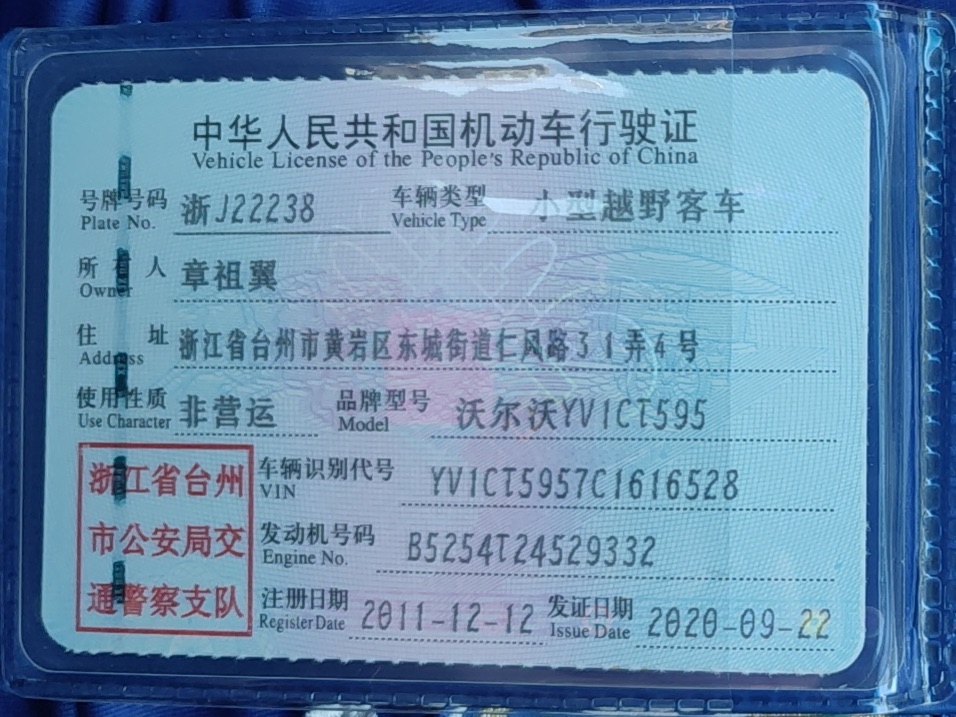 中华人民共和国机动车行驶证
Vehicle License of the People's Republic of China
号牌号码 浙J22238 车辆类型 小型越野客车
Plate No. Vehicle Type
所有人 章祖翼
Owner
住址 浙江省台州市黄岩区东城街道仁风路31弄4号
Address
使用性质 非营运 品牌型号 沃尔沃YV1CT595
Use Character Model
浙江省台州 车辆识别代号 YV1CT5957C1616528
VIN
市公安局交 发动机号码 B5254T24529332
Engine No.
通警察支队 注册日期 2011-12-12 发证日期 2020-09-22
Register Date Issue Date